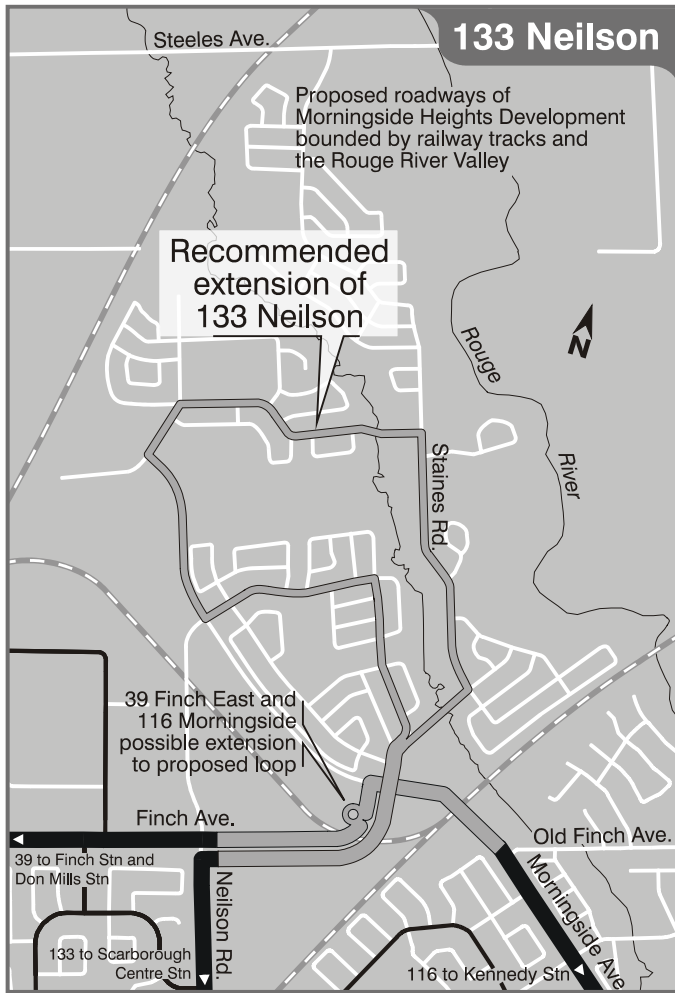 133 Neilson
Steeles Ave.
Proposed roadways of
Morningside Heights Development
bounded by railway tracks and
the Rouge River Valley
Recommended
extension of
133 Neilson
N
Rouge
River
Staines Rd.
39 Finch East and
116 Morningside
possible extension
to proposed loop
Finch Ave.
Old Finch Ave.
39 to Finch Stn and
Don Mills Stn
Neilson Rd.
Morningside Ave.
133 to Scarborough
Centre Stn
116 to Kennedy Stn